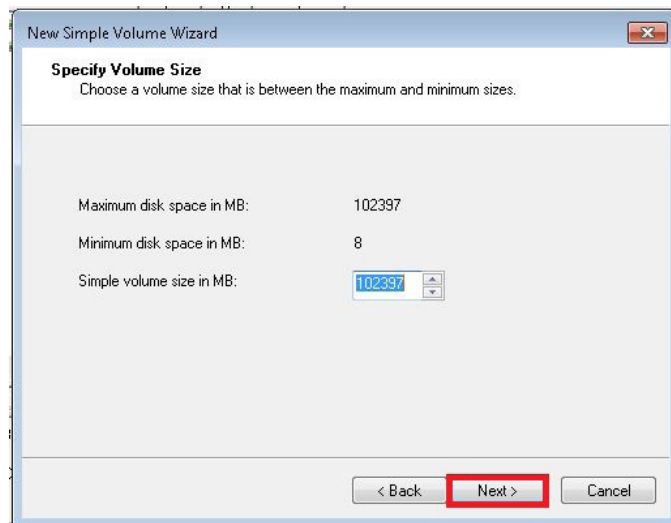 New Simple Volume Wizard
Specify Volume Size
Choose a volume size that is between the maximum and minimum sizes.
Maximum disk space in MB: 102397
Minimum disk space in MB: 8
Simple volume size in MB: 102397
< Back Next > Cancel